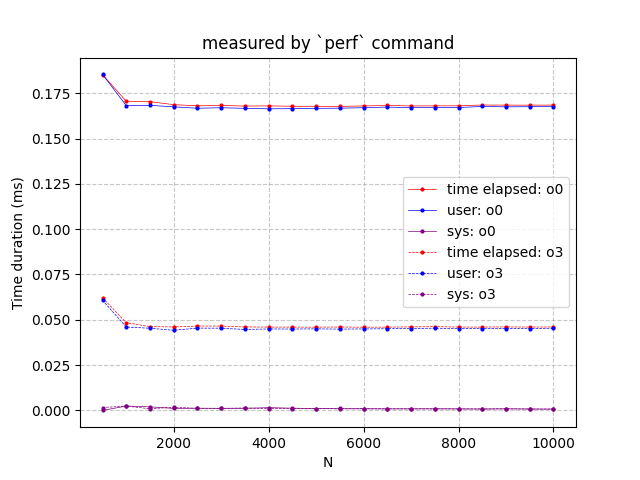 measured by `perf` command
Time duration (ms)
0.175
0.150
0.125
0.100
0.075
0.050
0.025
0.000
time elapsed: o0
user: o0
sys: o0
time elapsed: o3
user: o3
sys: o3
2000 4000 6000 8000 10000
N